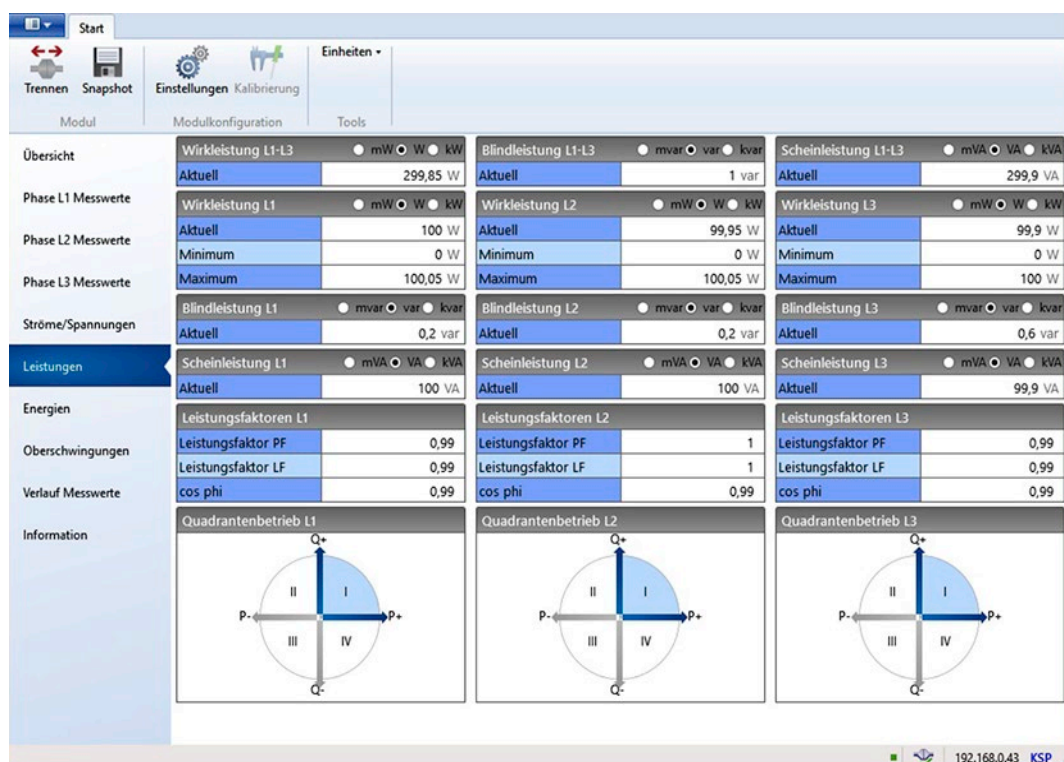 Start
Einheiten
Trennen Snapshot Einstellungen Kalibrierung
Modul Modulkonfiguration Tools
Übersicht
Phase L1 Messwerte
Phase L2 Messwerte
Phase L3 Messwerte
Ströme/Spannungen
Leistungen
Energien
Oberschwingungen
Verlauf Messwerte
Information
Wirkleistung L1-L3 mW W kW Blindleistung L1-L3 mvar var kvar Scheinleistung L1-L3 mVA VA kVA
Aktuell 299,85 W Aktuell 1 var Aktuell 299,9 VA
Wirkleistung L1 mW W kW Wirkleistung L2 mW W kW Wirkleistung L3 mW W kW
Aktuell 100 W Aktuell 99,95 W Aktuell 99,9 W
Minimum 0 W Minimum 0 W Minimum 0 W
Maximum 100,05 W Maximum 100,05 W Maximum 100 W
Blindleistung L1 mvar var kvar Blindleistung L2 mvar var kvar Blindleistung L3 mvar var kvar
Aktuell 0,2 var Aktuell 0,2 var Aktuell 0,6 var
Scheinleistung L1 mVA VA kVA Scheinleistung L2 mVA VA kVA Scheinleistung L3 mVA VA kVA
Aktuell 100 VA Aktuell 100 VA Aktuell 99,9 VA
Leistungsfaktoren L1 Leistungsfaktoren L2 Leistungsfaktoren L3
Leistungsfaktor PF 0,99 Leistungsfaktor PF 1 Leistungsfaktor PF 0,99
Leistungsfaktor LF 0,99 Leistungsfaktor LF 1 Leistungsfaktor LF 0,99
cos phi 0,99 cos phi 0,99 cos phi 0,99
Quadrantenbetrieb L1 Quadrantenbetrieb L2 Quadrantenbetrieb L3
Q+ Q+ Q+
II I II I II I
P- P+ P- P+ P- P+
III IV III IV III IV
Q- Q- Q-
192.168.0.43 KSP